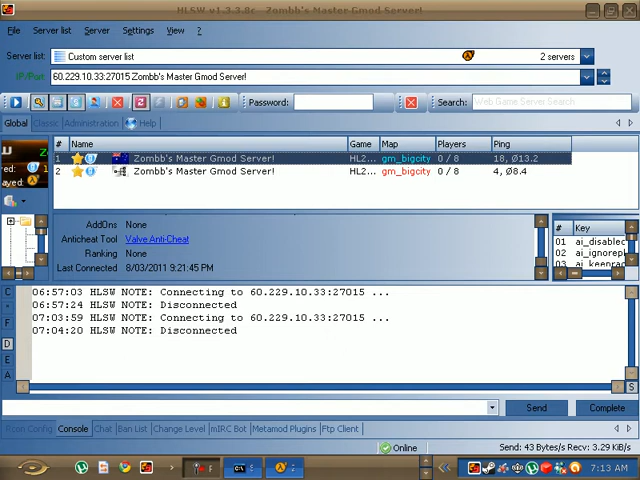 HLSW v1.3.3.8c - Zombb's Master Gmod Server!
File Server list Server Settings View ?
Server list: Custom server list 2 servers
IP/Port 60.229.10.33:27015 Zombb's Master Gmod Server!
Password: Search: Web Game Server Search
Global Classic Administration Help
# Name Game Map Players Ping
1 Zombb's Master Gmod Server! HL2... gm_bigcity 0 / 8 18, Ø13.2
2 Zombb's Master Gmod Server! HL2... gm_bigcity 0 / 8 4, Ø8.4
AddOns None
Anticheat Tool Valve Anti-Cheat
Ranking None
Last Connected 8/03/2011 9:21:45 PM
# Key
01 ai_disabled
02 ai_ignorepl
03 ai_keeprag
06:57:03 HLSW NOTE: Connecting to 60.229.10.33:27015 ...
06:57:24 HLSW NOTE: Disconnected
07:03:59 HLSW NOTE: Connecting to 60.229.10.33:27015 ...
07:04:20 HLSW NOTE: Disconnected
C
F
D
E
A
S
Send Complete
Rcon Config Console Chat Ban List Change Level mIRC Bot Metamod Plugins Ftp Client
Online Send: 43 Bytes/s Recv: 3.29 KiB/s
7:13 AM